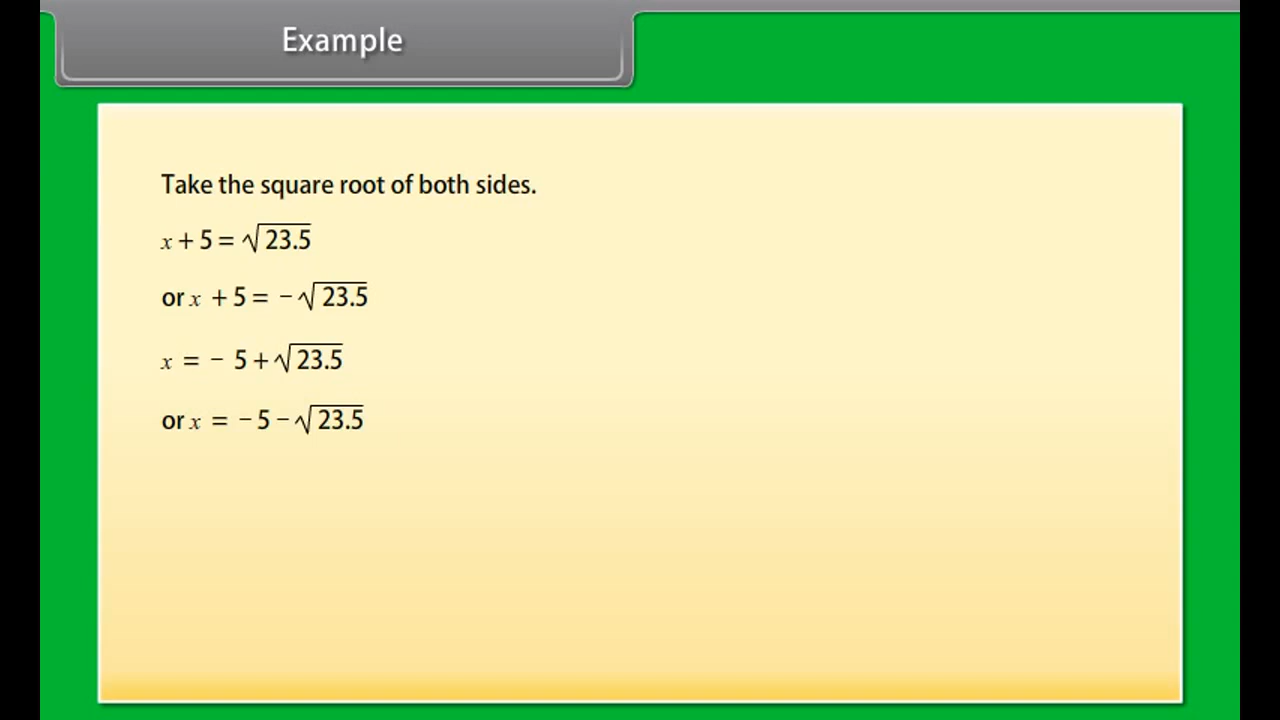 Example
Take the square root of both sides.
x + 5 = √23.5
or x + 5 = −√23.5
x = − 5 + √23.5
or x = − 5 − √23.5